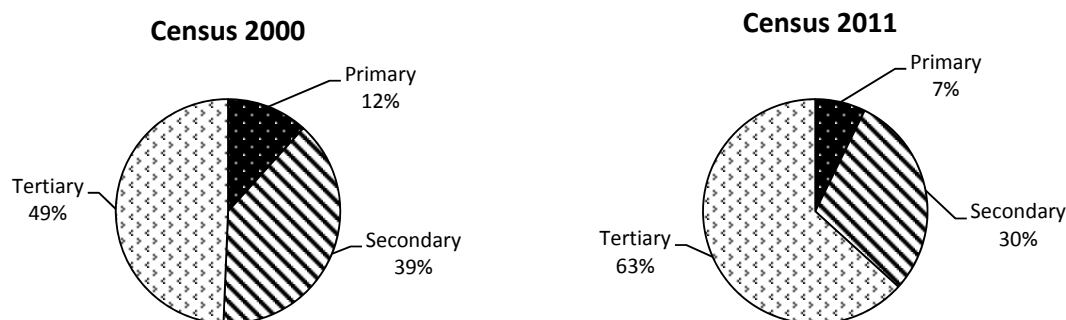 Census 2000
Primary
12%
Tertiary
49%
Secondary
39%
Census 2011
Primary
7%
Secondary
30%
Tertiary
63%